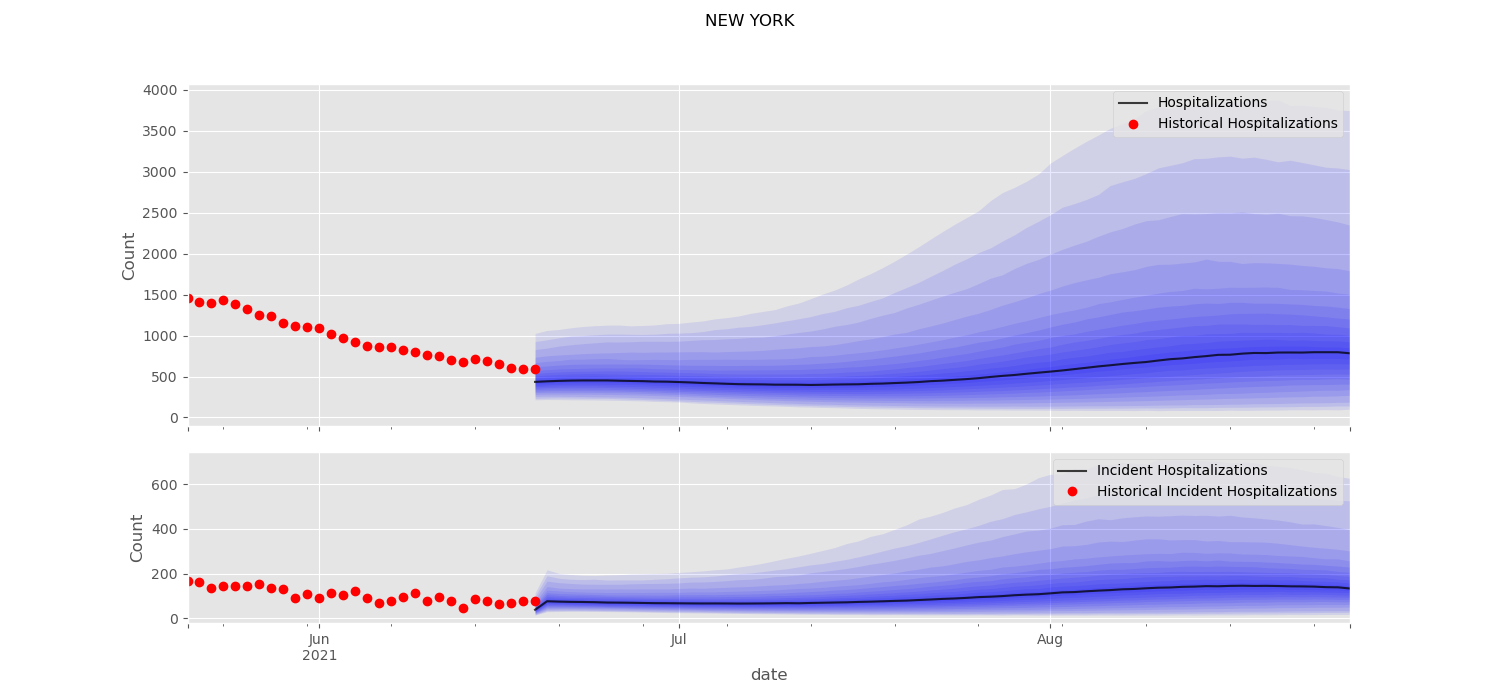 NEW YORK
4000
3500
3000
2500
2000
1500
1000
500
0
Count
Hospitalizations
Historical Hospitalizations
600
400
200
0
Count
Incident Hospitalizations
Historical Incident Hospitalizations
Jun
2021
Jul
Aug
date